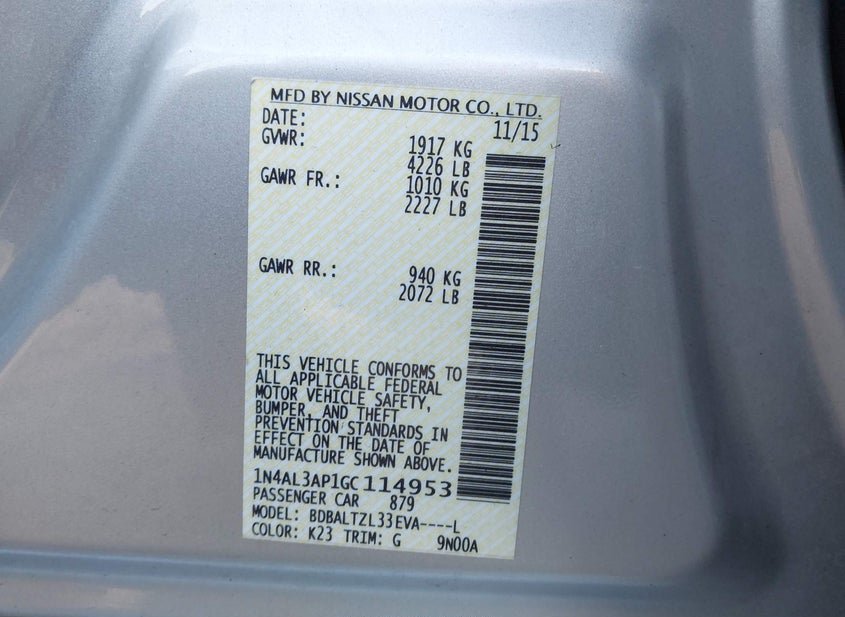 MFD BY NISSAN MOTOR CO., LTD.
DATE: 11/15
GVWR: 1917 KG
4226 LB
GAWR FR.: 1010 KG
2227 LB
GAWR RR.: 940 KG
2072 LB
THIS VEHICLE CONFORMS TO
ALL APPLICABLE FEDERAL
MOTOR VEHICLE SAFETY,
BUMPER, AND THEFT
PREVENTION STANDARDS IN
EFFECT ON THE DATE OF
MANUFACTURE SHOWN ABOVE.
1N4AL3AP1GC114953
PASSENGER CAR 879
MODEL: BDBALTZL33EVA----L
COLOR: K23 TRIM: G 9N00A